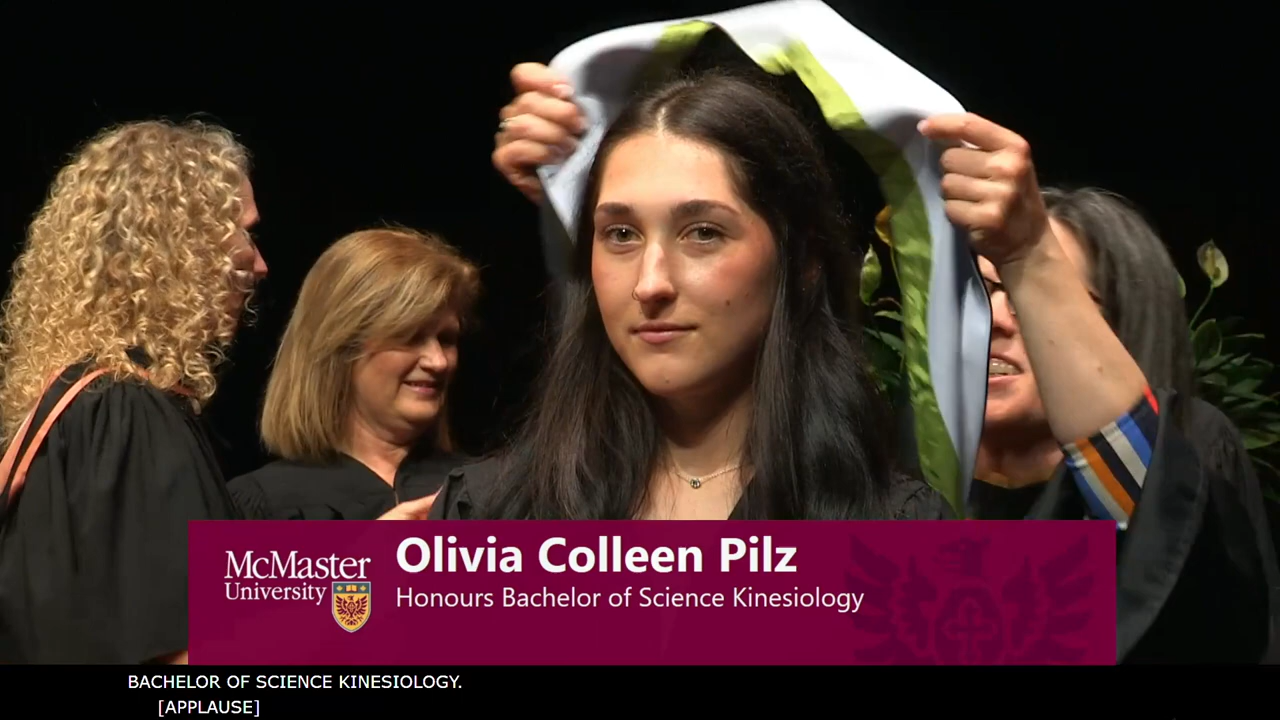 McMaster
University
Olivia Colleen Pilz
Honours Bachelor of Science Kinesiology
BACHELOR OF SCIENCE KINESIOLOGY.
[APPLAUSE]